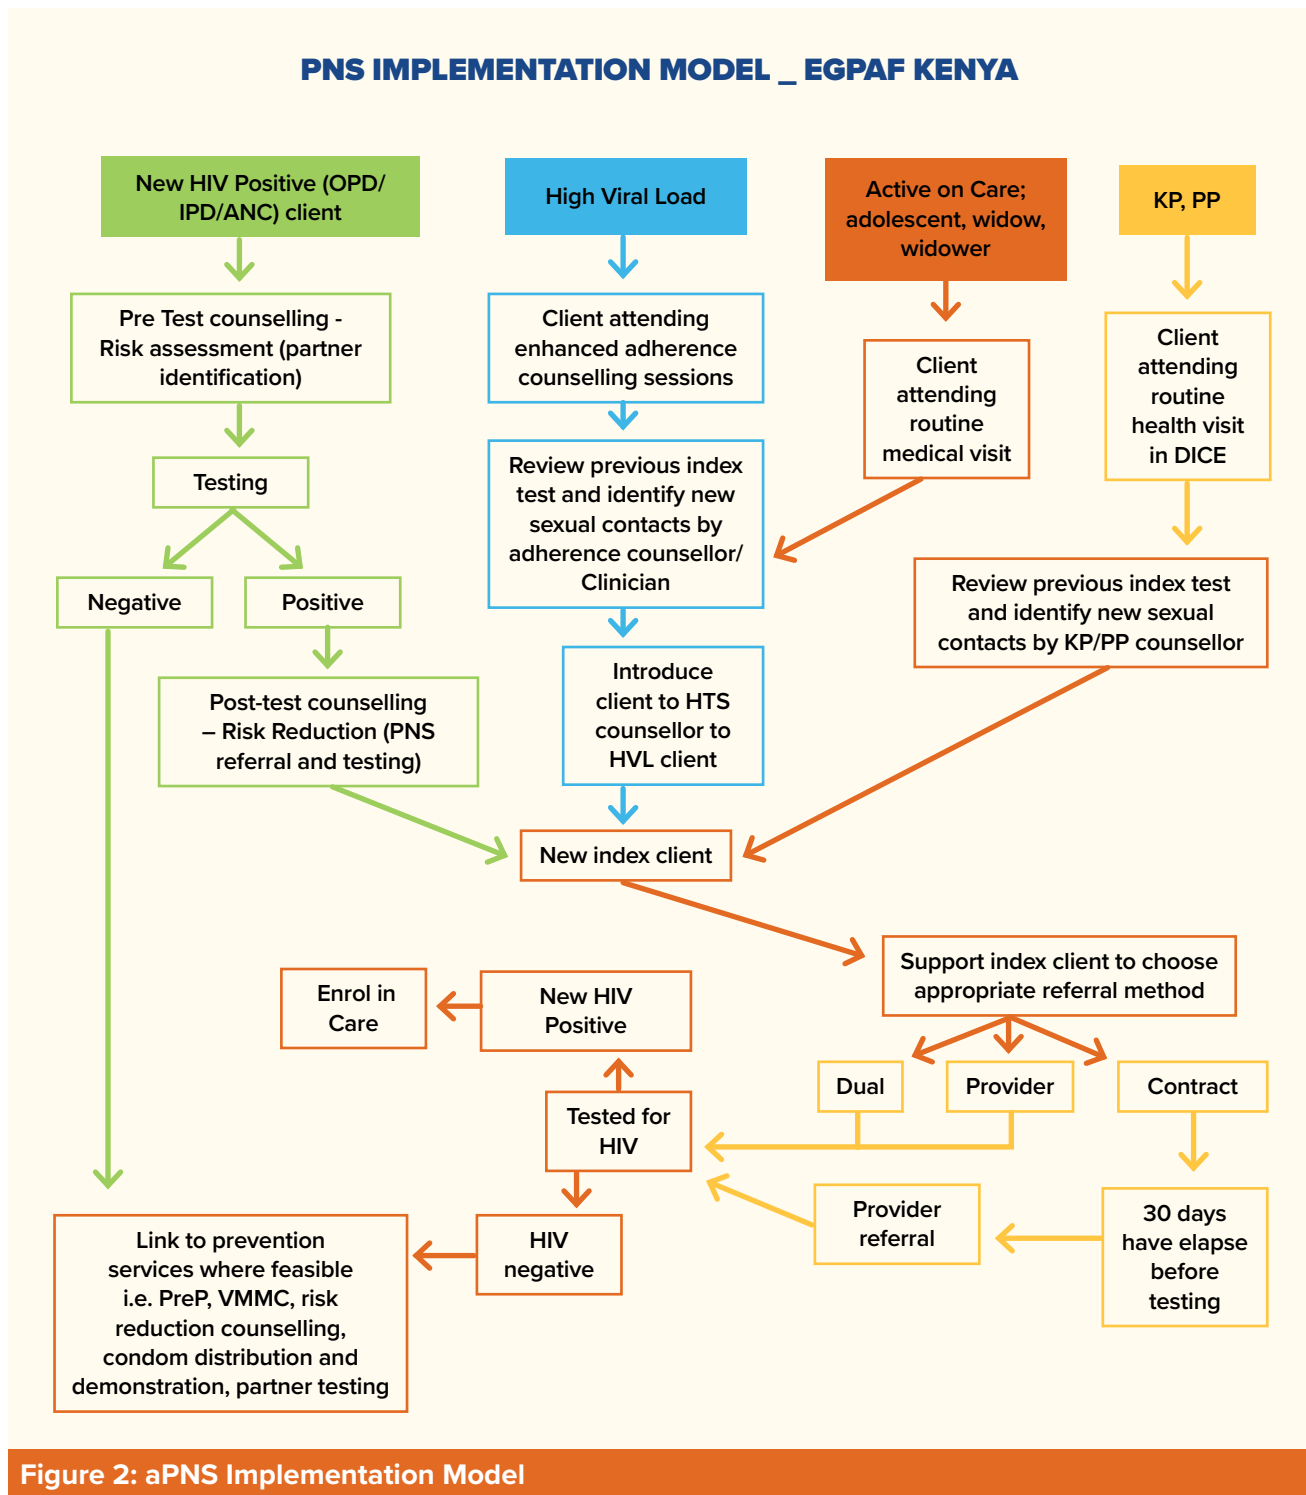 PNS IMPLEMENTATION MODEL _ EGPAF KENYA
New HIV Positive (OPD/
IPD/ANC) client
High Viral Load
Active on Care;
adolescent, widow,
widower
KP, PP
Pre Test counselling -
Risk assessment (partner
identification)
Client attending
enhanced adherence
counselling sessions
Client
attending
routine
medical visit
Client
attending
routine
health visit
in DICE
Testing
Review previous index
test and identify new
sexual contacts by
adherence counsellor/
Clinician
Negative
Positive
Review previous index test
and identify new sexual
contacts by KP/PP counsellor
Post-test counselling
– Risk Reduction (PNS
referral and testing)
Introduce
client to HTS
counsellor to
HVL client
New index client
Support index client to choose
appropriate referral method
Enrol in
Care
New HIV
Positive
Dual
Provider
Contract
Tested for
HIV
Provider
referral
30 days
have elapse
before
testing
HIV
negative
Link to prevention
services where feasible
i.e. PreP, VMMC, risk
reduction counselling,
condom distribution and
demonstration, partner testing
Figure 2: aPNS Implementation Model